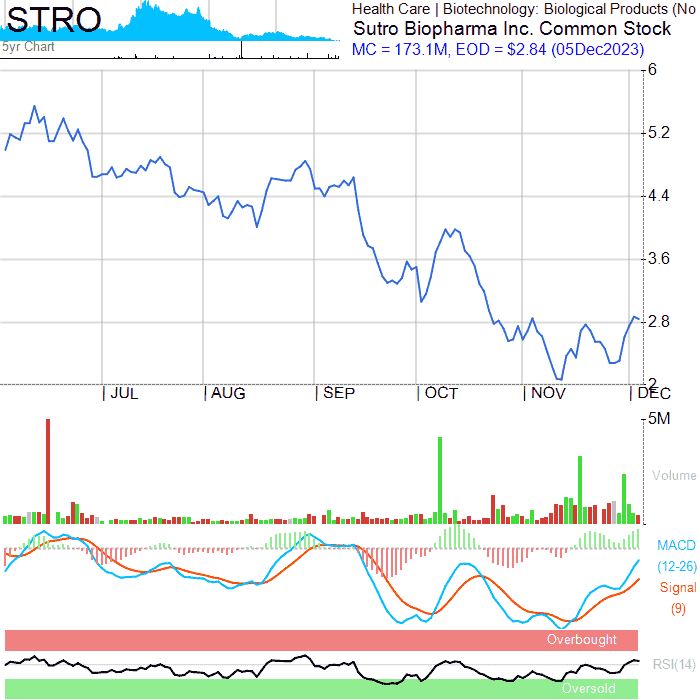 STRO
5yr Chart
Health Care | Biotechnology: Biological Products (No
Sutro Biopharma Inc. Common Stock
MC = 173.1M, EOD = $2.84 (05Dec2023)
6
5.2
4.4
3.6
2.8
2
JUL AUG SEP OCT NOV DEC
5M
Volume
MACD
(12-26)
Signal
(9)
Overbought
RSI(14)
Oversold